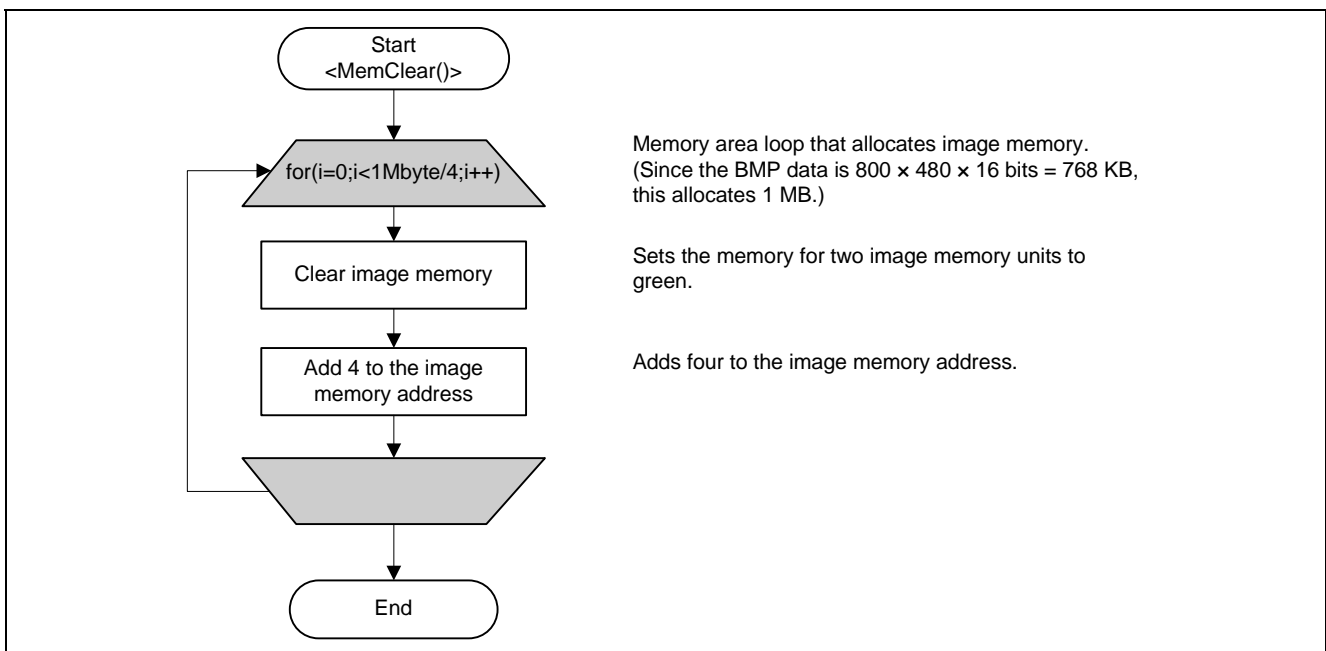 Start
<MemClear()>
for(i=0;i<1Mbyte/4;i++)
Memory area loop that allocates image memory.
(Since the BMP data is 800 × 480 × 16 bits = 768 KB,
this allocates 1 MB.)
Clear image memory
Sets the memory for two image memory units to
green.
Add 4 to the image
memory address
Adds four to the image memory address.
End